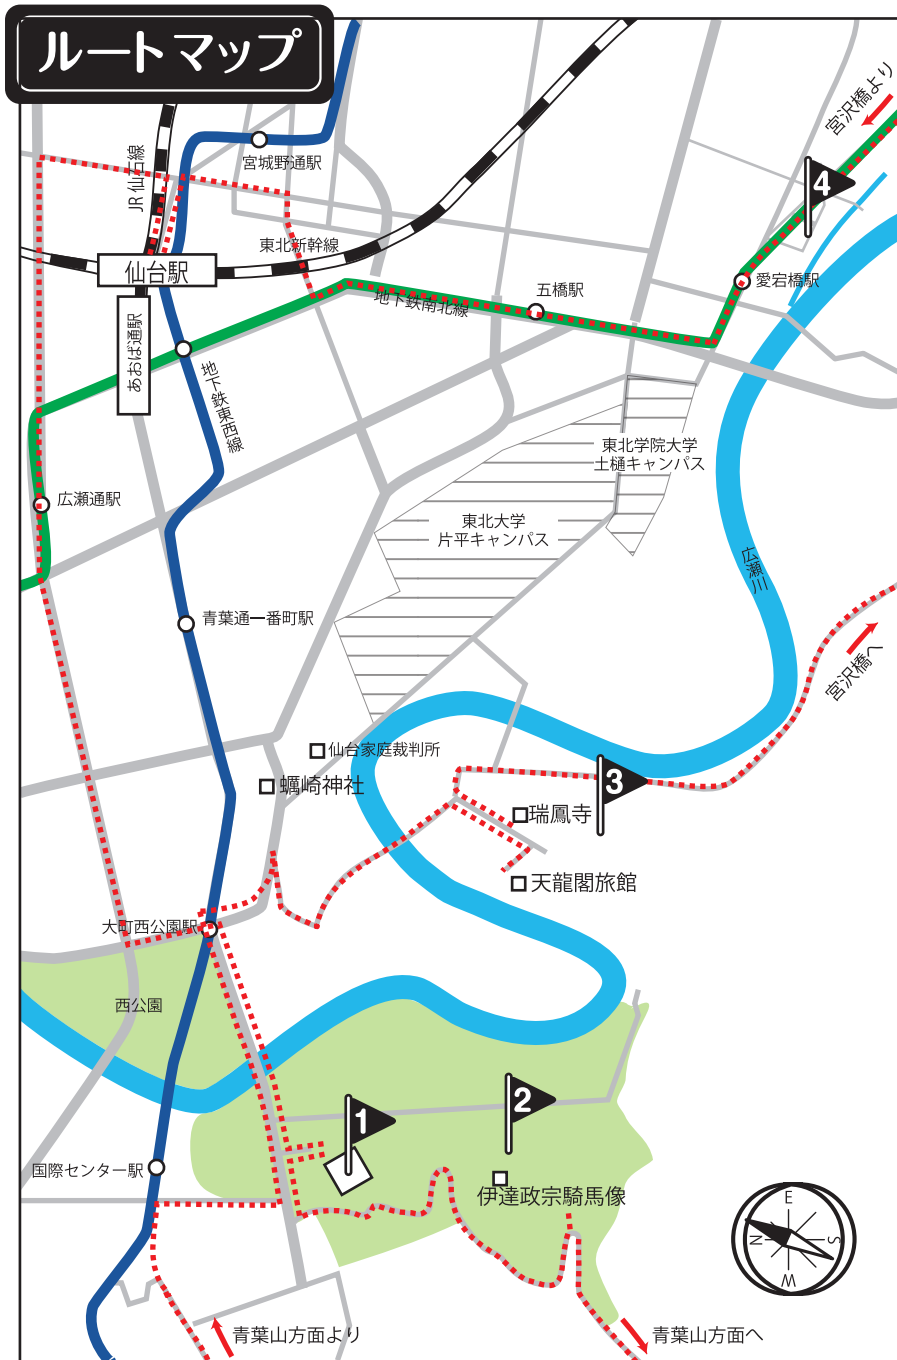 ルートマップ
宮沢橋より
JR 仙石線
宮城野通駅
4
仙台駅
東北新幹線
愛宕橋駅
五橋駅
地下鉄南北線
あおば通駅
地下鉄東西線
東北学院大学
土樋キャンパス
広瀬通駅
東北大学
片平キャンパス
広瀬川
青葉通一番町駅
宮沢橋へ
仙台家庭裁判所
蠣崎神社
3
瑞鳳寺
天龍閣旅館
大町西公園駅
西公園
1
2
国際センター駅
伊達政宗騎馬像
E
N
S
W
青葉山方面より
青葉山方面へ